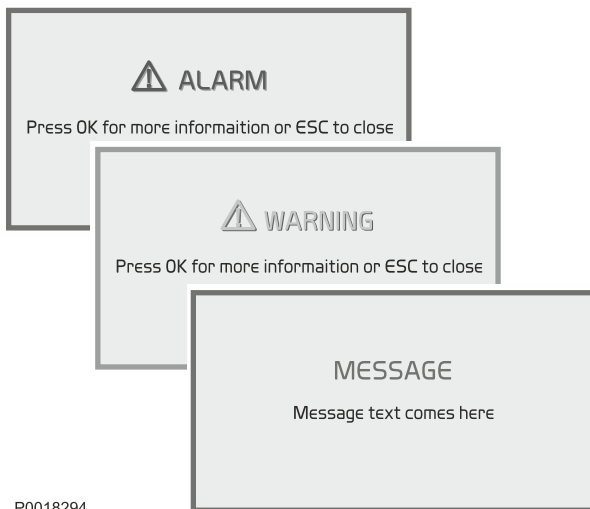 ALARM
Press OK for more informaition or ESC to close
WARNING
Press OK for more informaition or ESC to close
MESSAGE
Message text comes here
P0018294